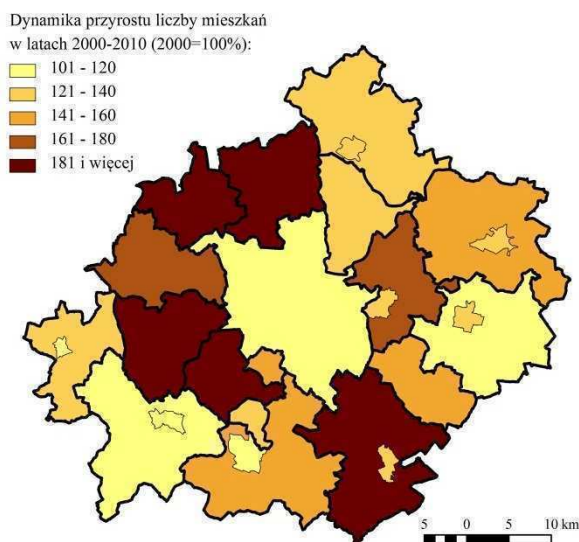 Dynamika przyrostu liczby mieszkań
w latach 2000-2010 (2000=100%):
101 - 120
121 - 140
141 - 160
161 - 180
181 i więcej
5 0 5 10 km